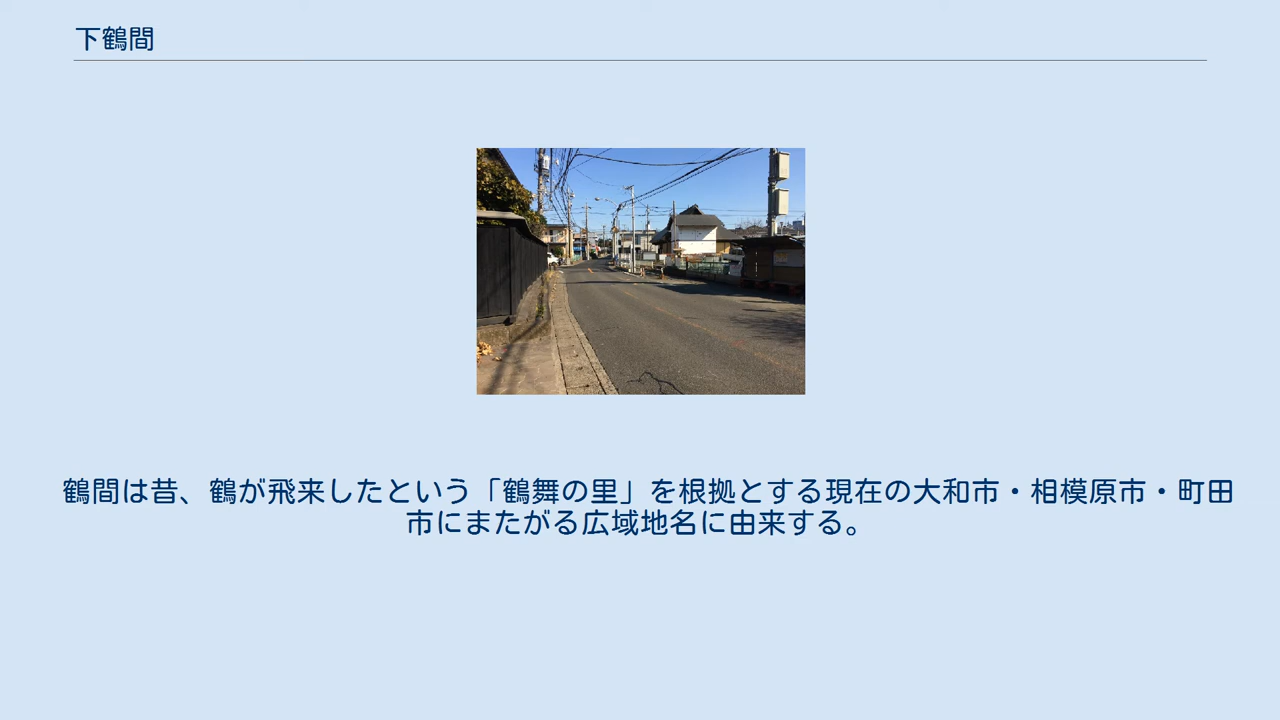 下鶴間
鶴間は昔、鶴が飛来したという「鶴舞の里」を根拠とする現在の大和市・相模原市・町田
市にまたがる広域地名に由来する。